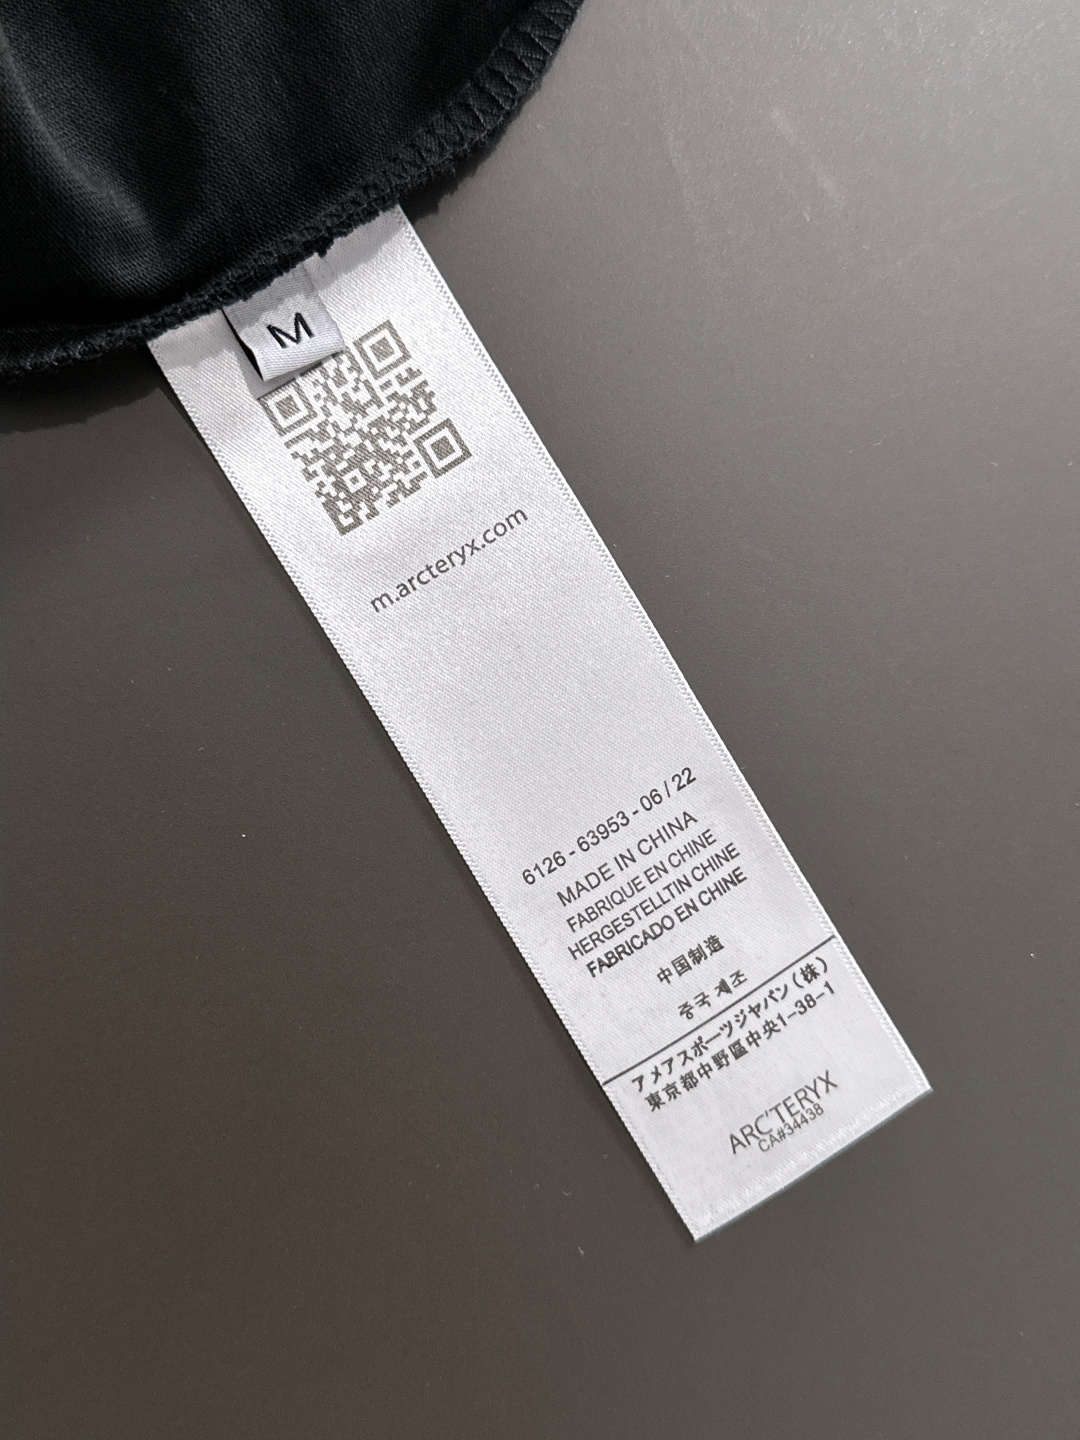 M
m.arcteryx.com
6126 - 63953 - 06 / 22
MADE IN CHINA
FABRIQUE EN CHINE
HERGESTELLTIN CHINE
FABRICADO EN CHINE
中国制造
중국 제조
アメアスポーツジャパン（株）
東京都中野區中央1-38-1
ARC'TERYX
CA#34438